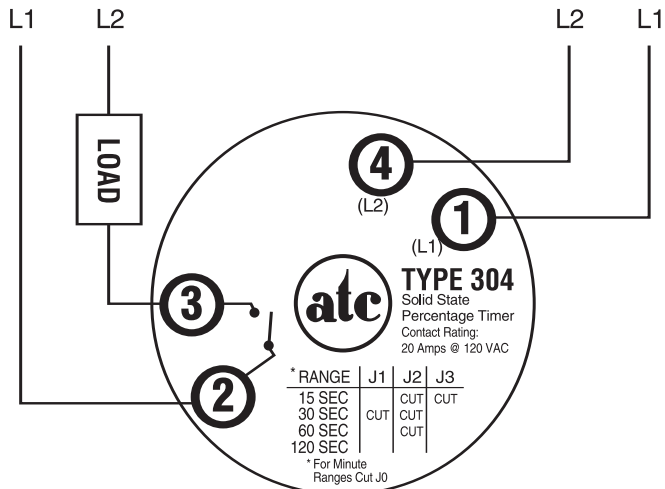 L1 L2 L2 L1
LOAD
4
(L2)
1
(L1)
atc
TYPE 304
Solid State
Percentage Timer
Contact Rating:
20 Amps @ 120 VAC
3
2
* RANGE J1 J2 J3
15 SEC CUT CUT
30 SEC CUT CUT
60 SEC CUT
120 SEC
* For Minute
Ranges Cut J0